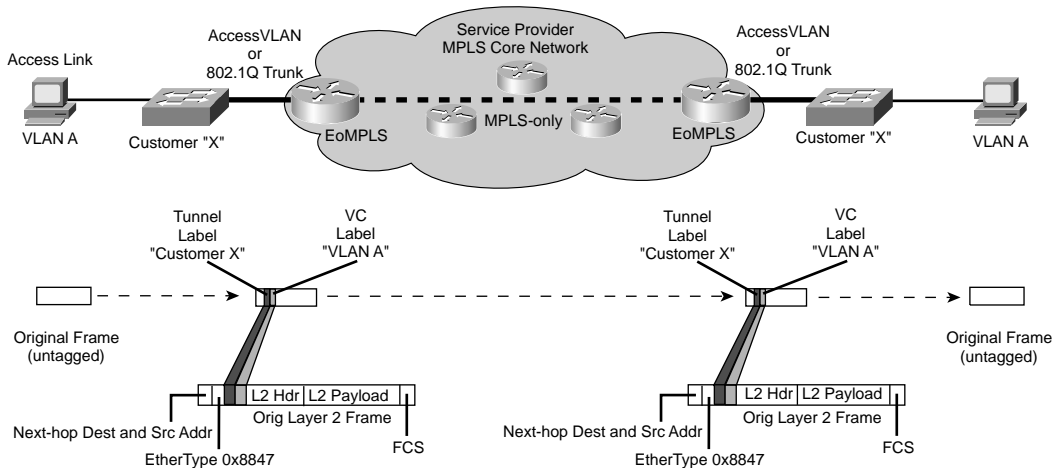 Service Provider
MPLS Core Network
AccessVLAN
or
802.1Q Trunk
AccessVLAN
or
802.1Q Trunk
Access Link
VLAN A
Customer "X"
EoMPLS
MPLS-only
EoMPLS
Customer "X"
VLAN A
Tunnel
Label
"Customer X"
VC
Label
"VLAN A"
Tunnel
Label
"Customer X"
VC
Label
"VLAN A"
Original Frame
(untagged)
Original Frame
(untagged)
L2 Hdr
L2 Payload
Orig Layer 2 Frame
Next-hop Dest and Src Addr
EtherType 0x8847
FCS
L2 Hdr
L2 Payload
Orig Layer 2 Frame
Next-hop Dest and Src Addr
EtherType 0x8847
FCS